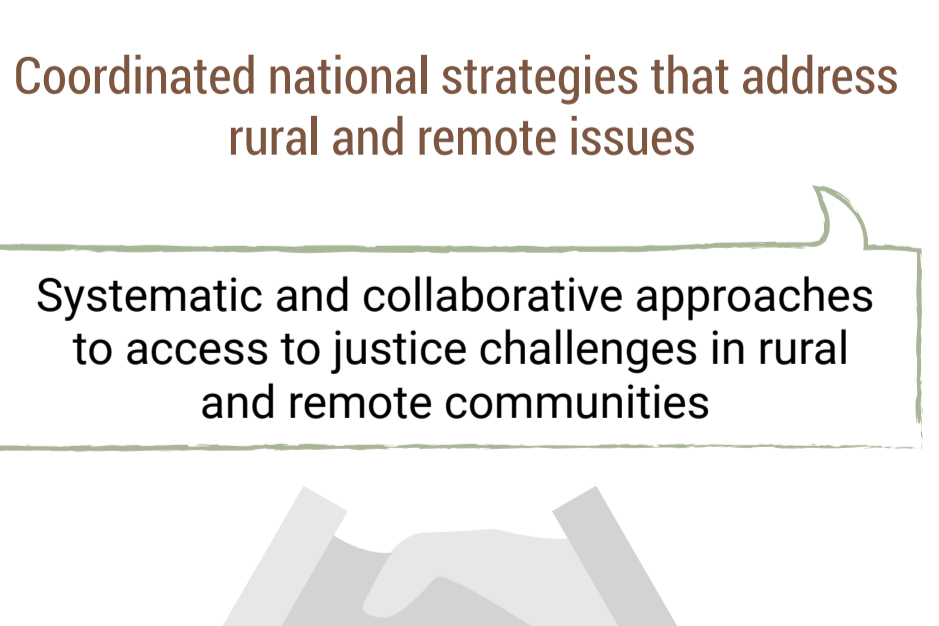 Coordinated national strategies that address
rural and remote issues
Systematic and collaborative approaches
to access to justice challenges in rural
and remote communities